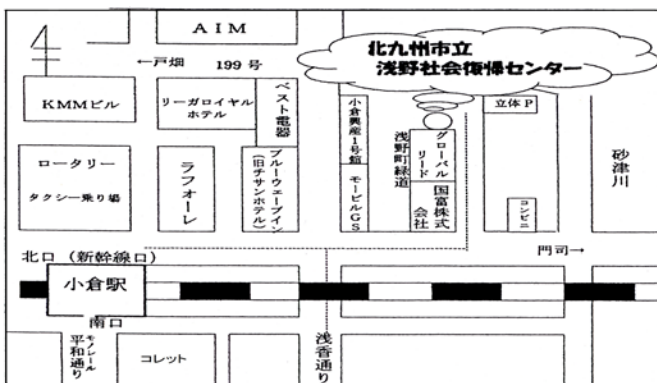 AIM
北九州市立
浅野社会復帰センター
←戸畑 199号
KMMビル
リーガロイヤル
ホテル
ベスト電器
小倉興産1号館
浅野町緑道
グローバル
リード
立体P
砂津川
ロータリー
タクシー乗り場
ラフォーレ
ブルーウェーブイン
(旧チサンホテル)
モービルGS
国富株式
会社
コンビニ
北口(新幹線口)
門司→
小倉駅
南口
モノレール
平和通り
コレット
浅香通り